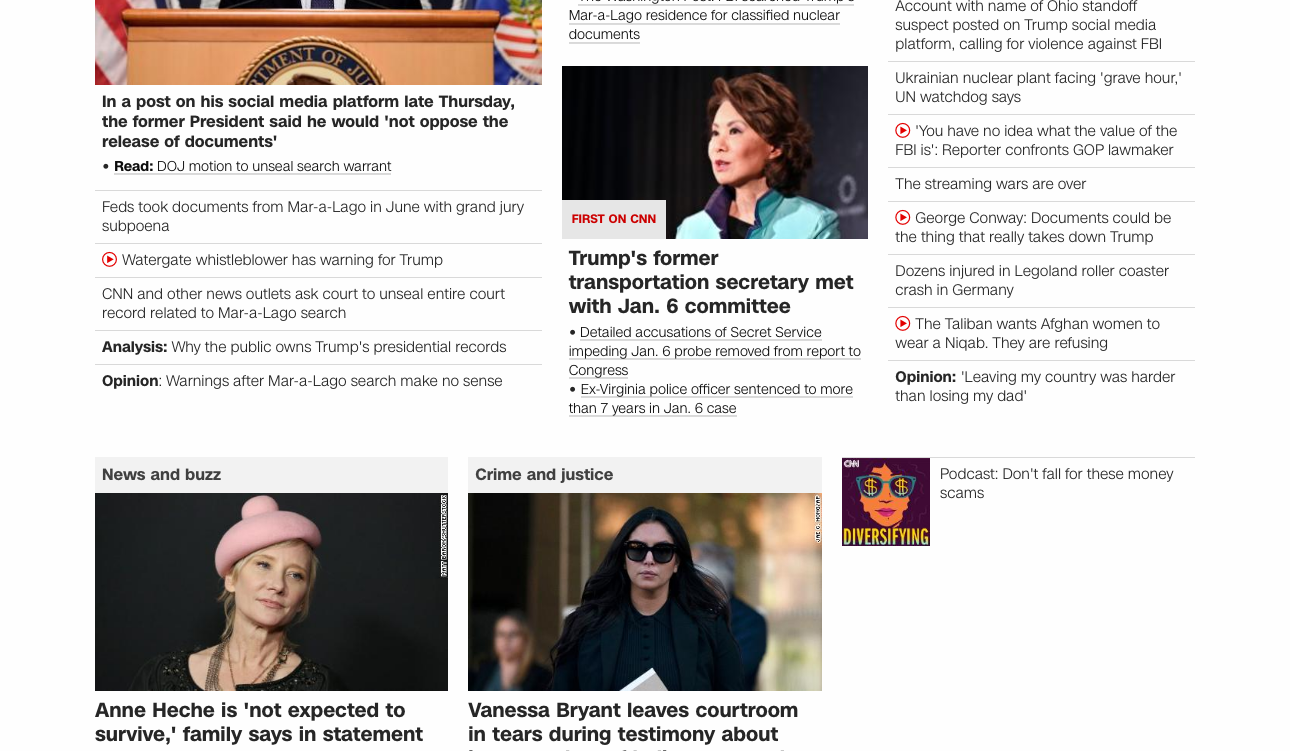 MENT OF JU
In a post on his social media platform late Thursday,
the former President said he would 'not oppose the
release of documents'
• Read: DOJ motion to unseal search warrant
Feds took documents from Mar-a-Lago in June with grand jury
subpoena
Watergate whistleblower has warning for Trump
CNN and other news outlets ask court to unseal entire court
record related to Mar-a-Lago search
Analysis: Why the public owns Trump's presidential records
Opinion: Warnings after Mar-a-Lago search make no sense
Mar-a-Lago residence for classified nuclear
documents
FIRST ON CNN
Trump's former
transportation secretary met
with Jan. 6 committee
• Detailed accusations of Secret Service
impeding Jan. 6 probe removed from report to
Congress
• Ex-Virginia police officer sentenced to more
than 7 years in Jan. 6 case
Account with name of Ohio standoff
suspect posted on Trump social media
platform, calling for violence against FBI
Ukrainian nuclear plant facing 'grave hour,'
UN watchdog says
'You have no idea what the value of the
FBI is': Reporter confronts GOP lawmaker
The streaming wars are over
George Conway: Documents could be
the thing that really takes down Trump
Dozens injured in Legoland roller coaster
crash in Germany
The Taliban wants Afghan women to
wear a Niqab. They are refusing
Opinion: 'Leaving my country was harder
than losing my dad'
News and buzz
Anne Heche is 'not expected to
survive,' family says in statement
Crime and justice
Vanessa Bryant leaves courtroom
in tears during testimony about
CNN
DIVERSIFYING
Podcast: Don't fall for these money
scams